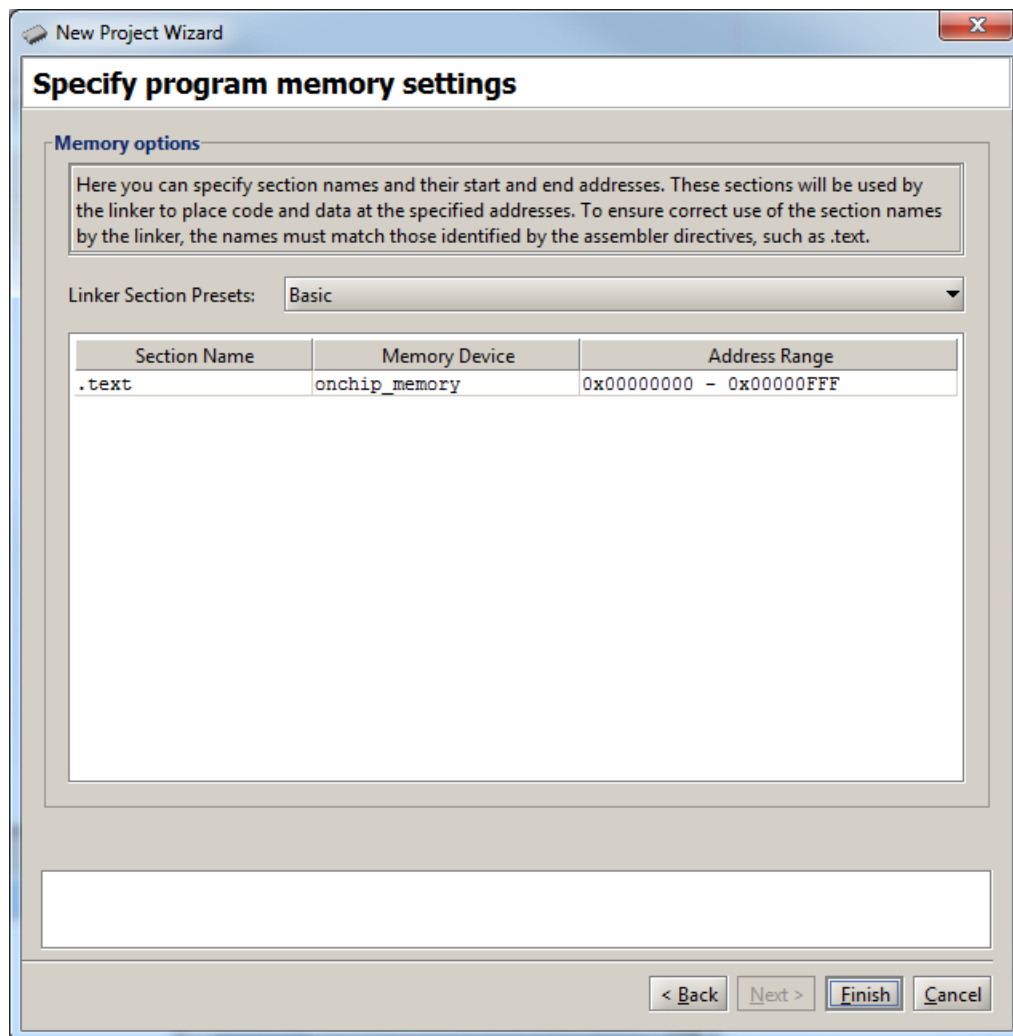 New Project Wizard
Specify program memory settings
Memory options
Here you can specify section names and their start and end addresses. These sections will be used by
the linker to place code and data at the specified addresses. To ensure correct use of the section names
by the linker, the names must match those identified by the assembler directives, such as .text.
Linker Section Presets: Basic
Section Name Memory Device Address Range
.text onchip_memory 0x00000000 - 0x00000FFF
< Back Next > Finish Cancel